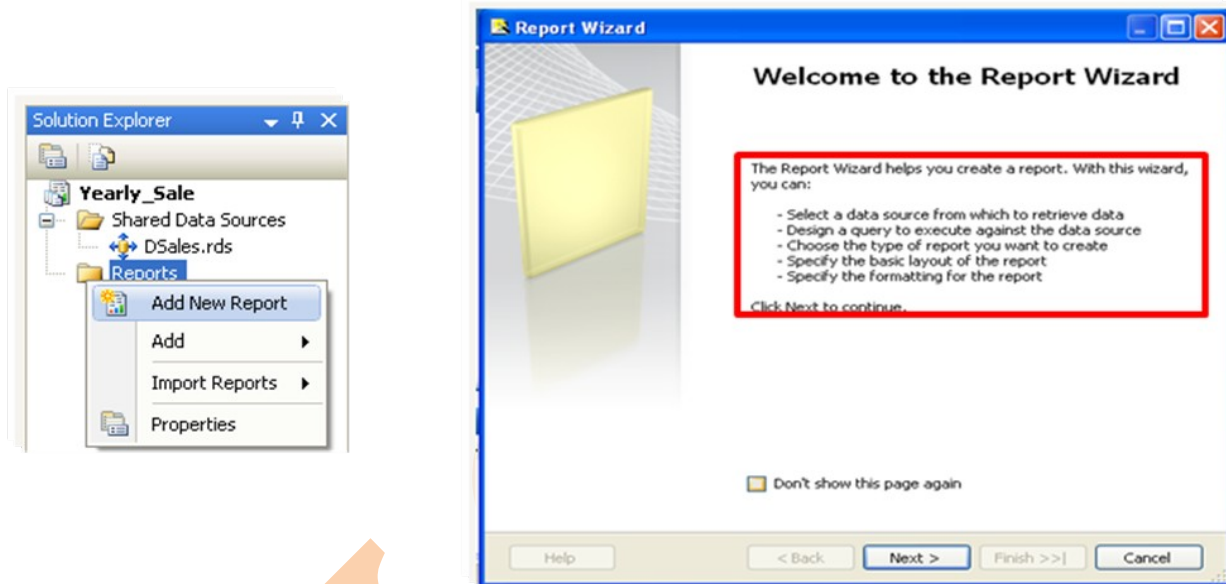 Solution Explorer
Yearly_Sale
Shared Data Sources
DSales.rds
Reports
Add New Report
Add
Import Reports
Properties
Report Wizard
Welcome to the Report Wizard
The Report Wizard helps you create a report. With this wizard,
you can:
- Select a data source from which to retrieve data
- Design a query to execute against the data source
- Choose the type of report you want to create
- Specify the basic layout of the report
- Specify the formatting for the report
Click Next to continue.
Don't show this page again
Help < Back Next > Finish >>| Cancel